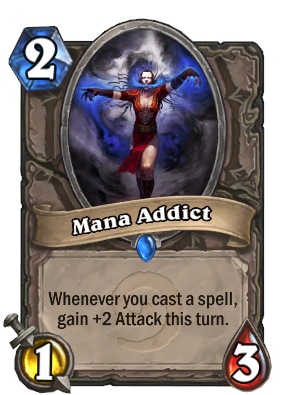 2
Mana Addict
Whenever you cast a spell,
gain +2 Attack this turn.
1
3